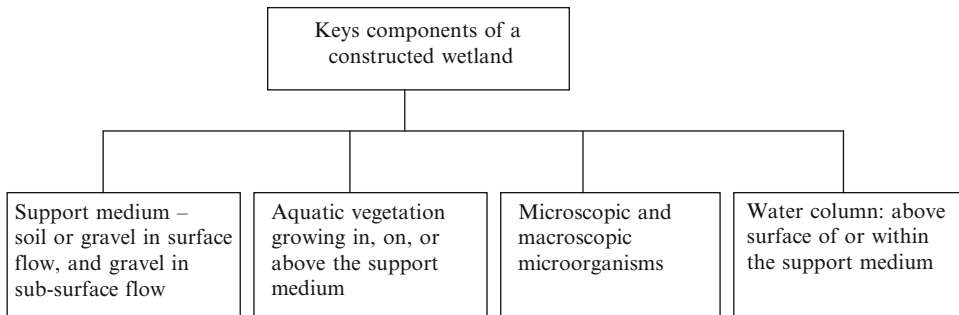 Keys components of a
constructed wetland
Support medium –
soil or gravel in surface
flow, and gravel in
sub-surface flow
Aquatic vegetation
growing in, on, or
above the support
medium
Microscopic and
macroscopic
microorganisms
Water column: above
surface of or within
the support medium